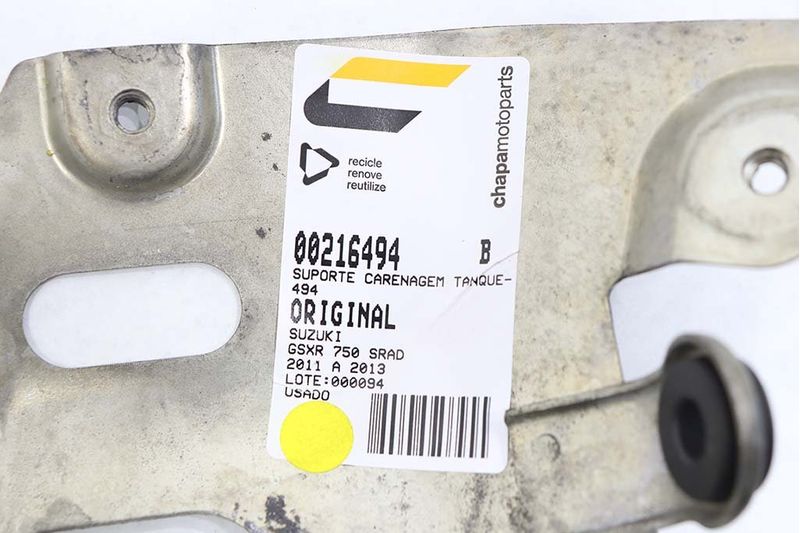 chapamotoparts
recicle
renove
reutilize
00216494 B
SUPORTE CARENAGEM TANQUE-
494
ORIGINAL
SUZUKI
GSXR 750 SRAD
2011 A 2013
LOTE:000094
USADO